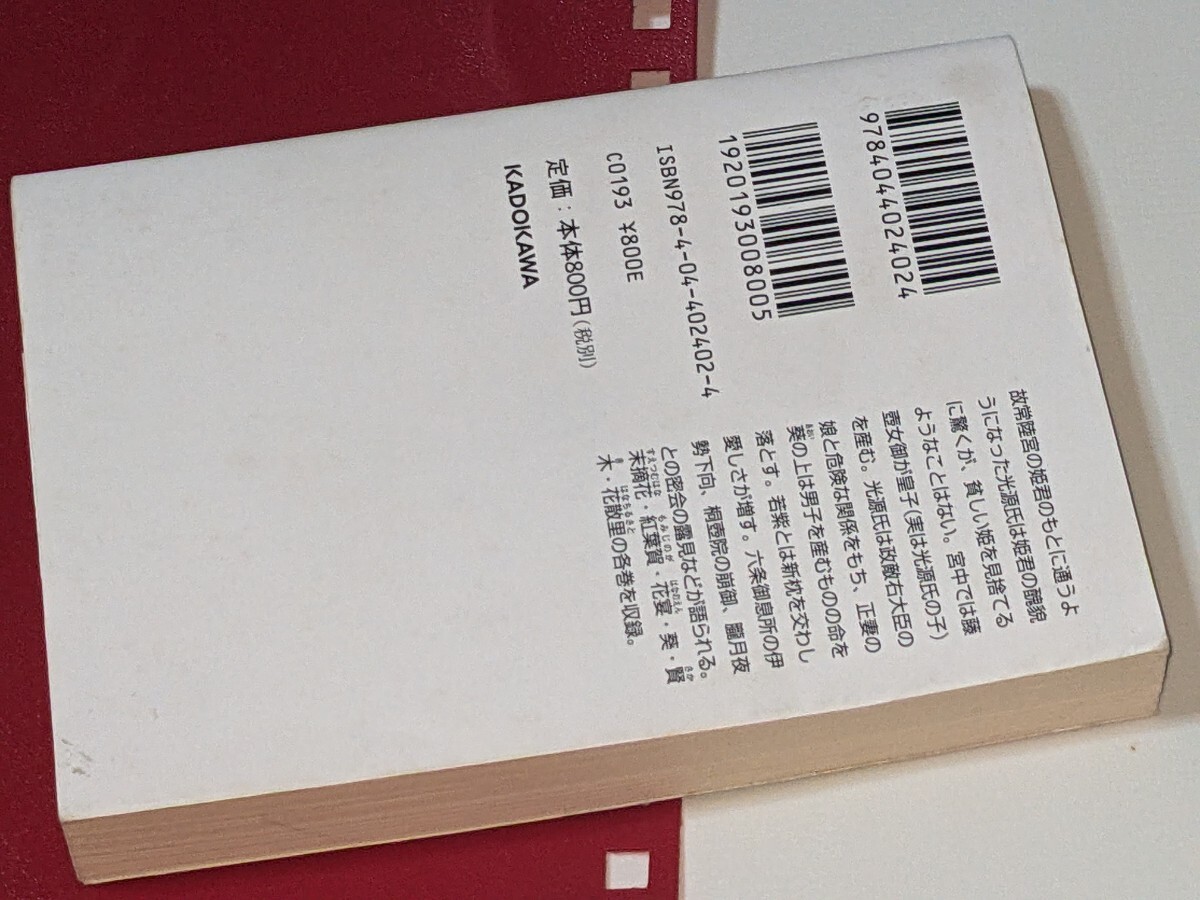 9784044024024
1920193008005
ISBN978-4-04-402402-4
C0193 ¥800E
定価：本体800円(税別)
KADOKAWA
故常陸宮の姫君のもとに通うよ
うになった光源氏は姫君の醜貌
に驚くが、貧しい姫を見捨てる
ようなことはない。宮中では藤
壺女御が皇子(実は光源氏の子)
を産む。光源氏は政敵右大臣の
娘と危険な関係をもち、正妻の
葵の上は男子を産むものの命を
落とす。若紫とは新枕を交わし
愛しさが増す。六条御息所の伊
勢下向、桐壺院の崩御、朧月夜
との密会の露見などが語られる。
末摘花・紅葉賀・花宴・葵・賢
木・花散里の各巻を収録。